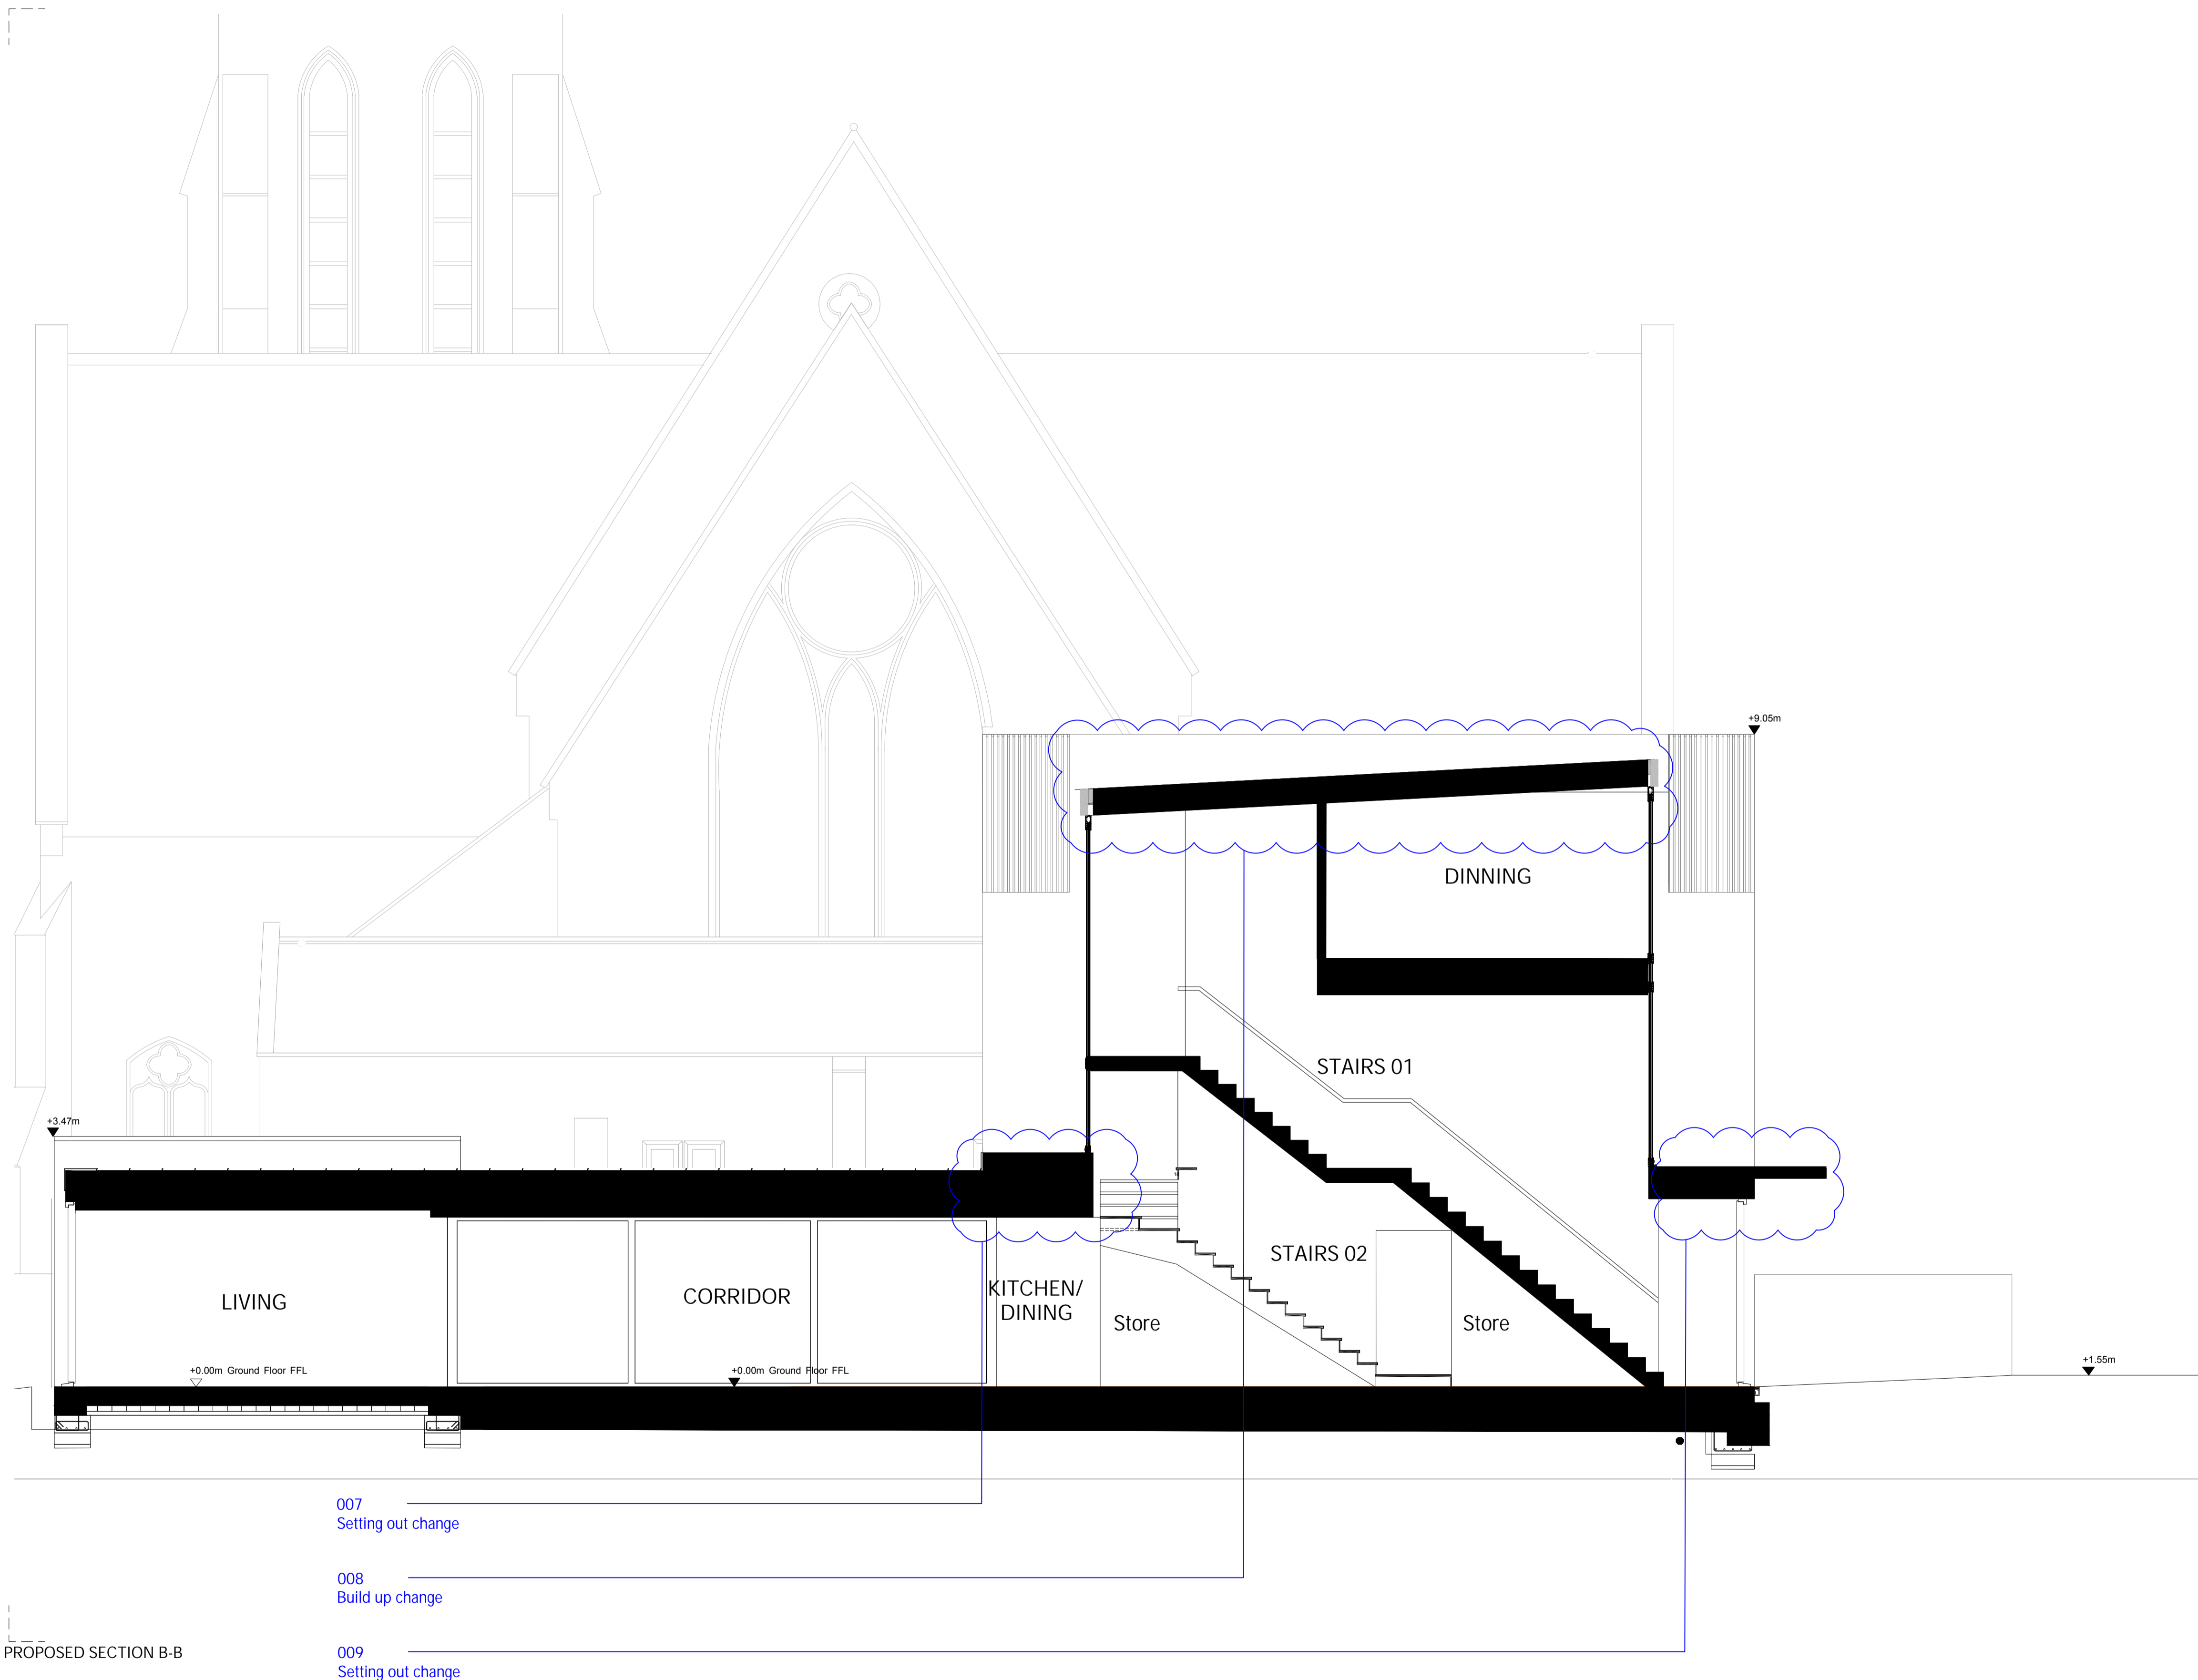 +9.05m
DINNING
STAIRS 01
+3.47m
STAIRS 02
KITCHEN/
DINING
LIVING
CORRIDOR
Store
Store
+0.00m Ground Floor FFL
+0.00m Ground Floor FFL
+1.55m
007
Setting out change
008
Build up change
PROPOSED SECTION B-B
009
Setting out change